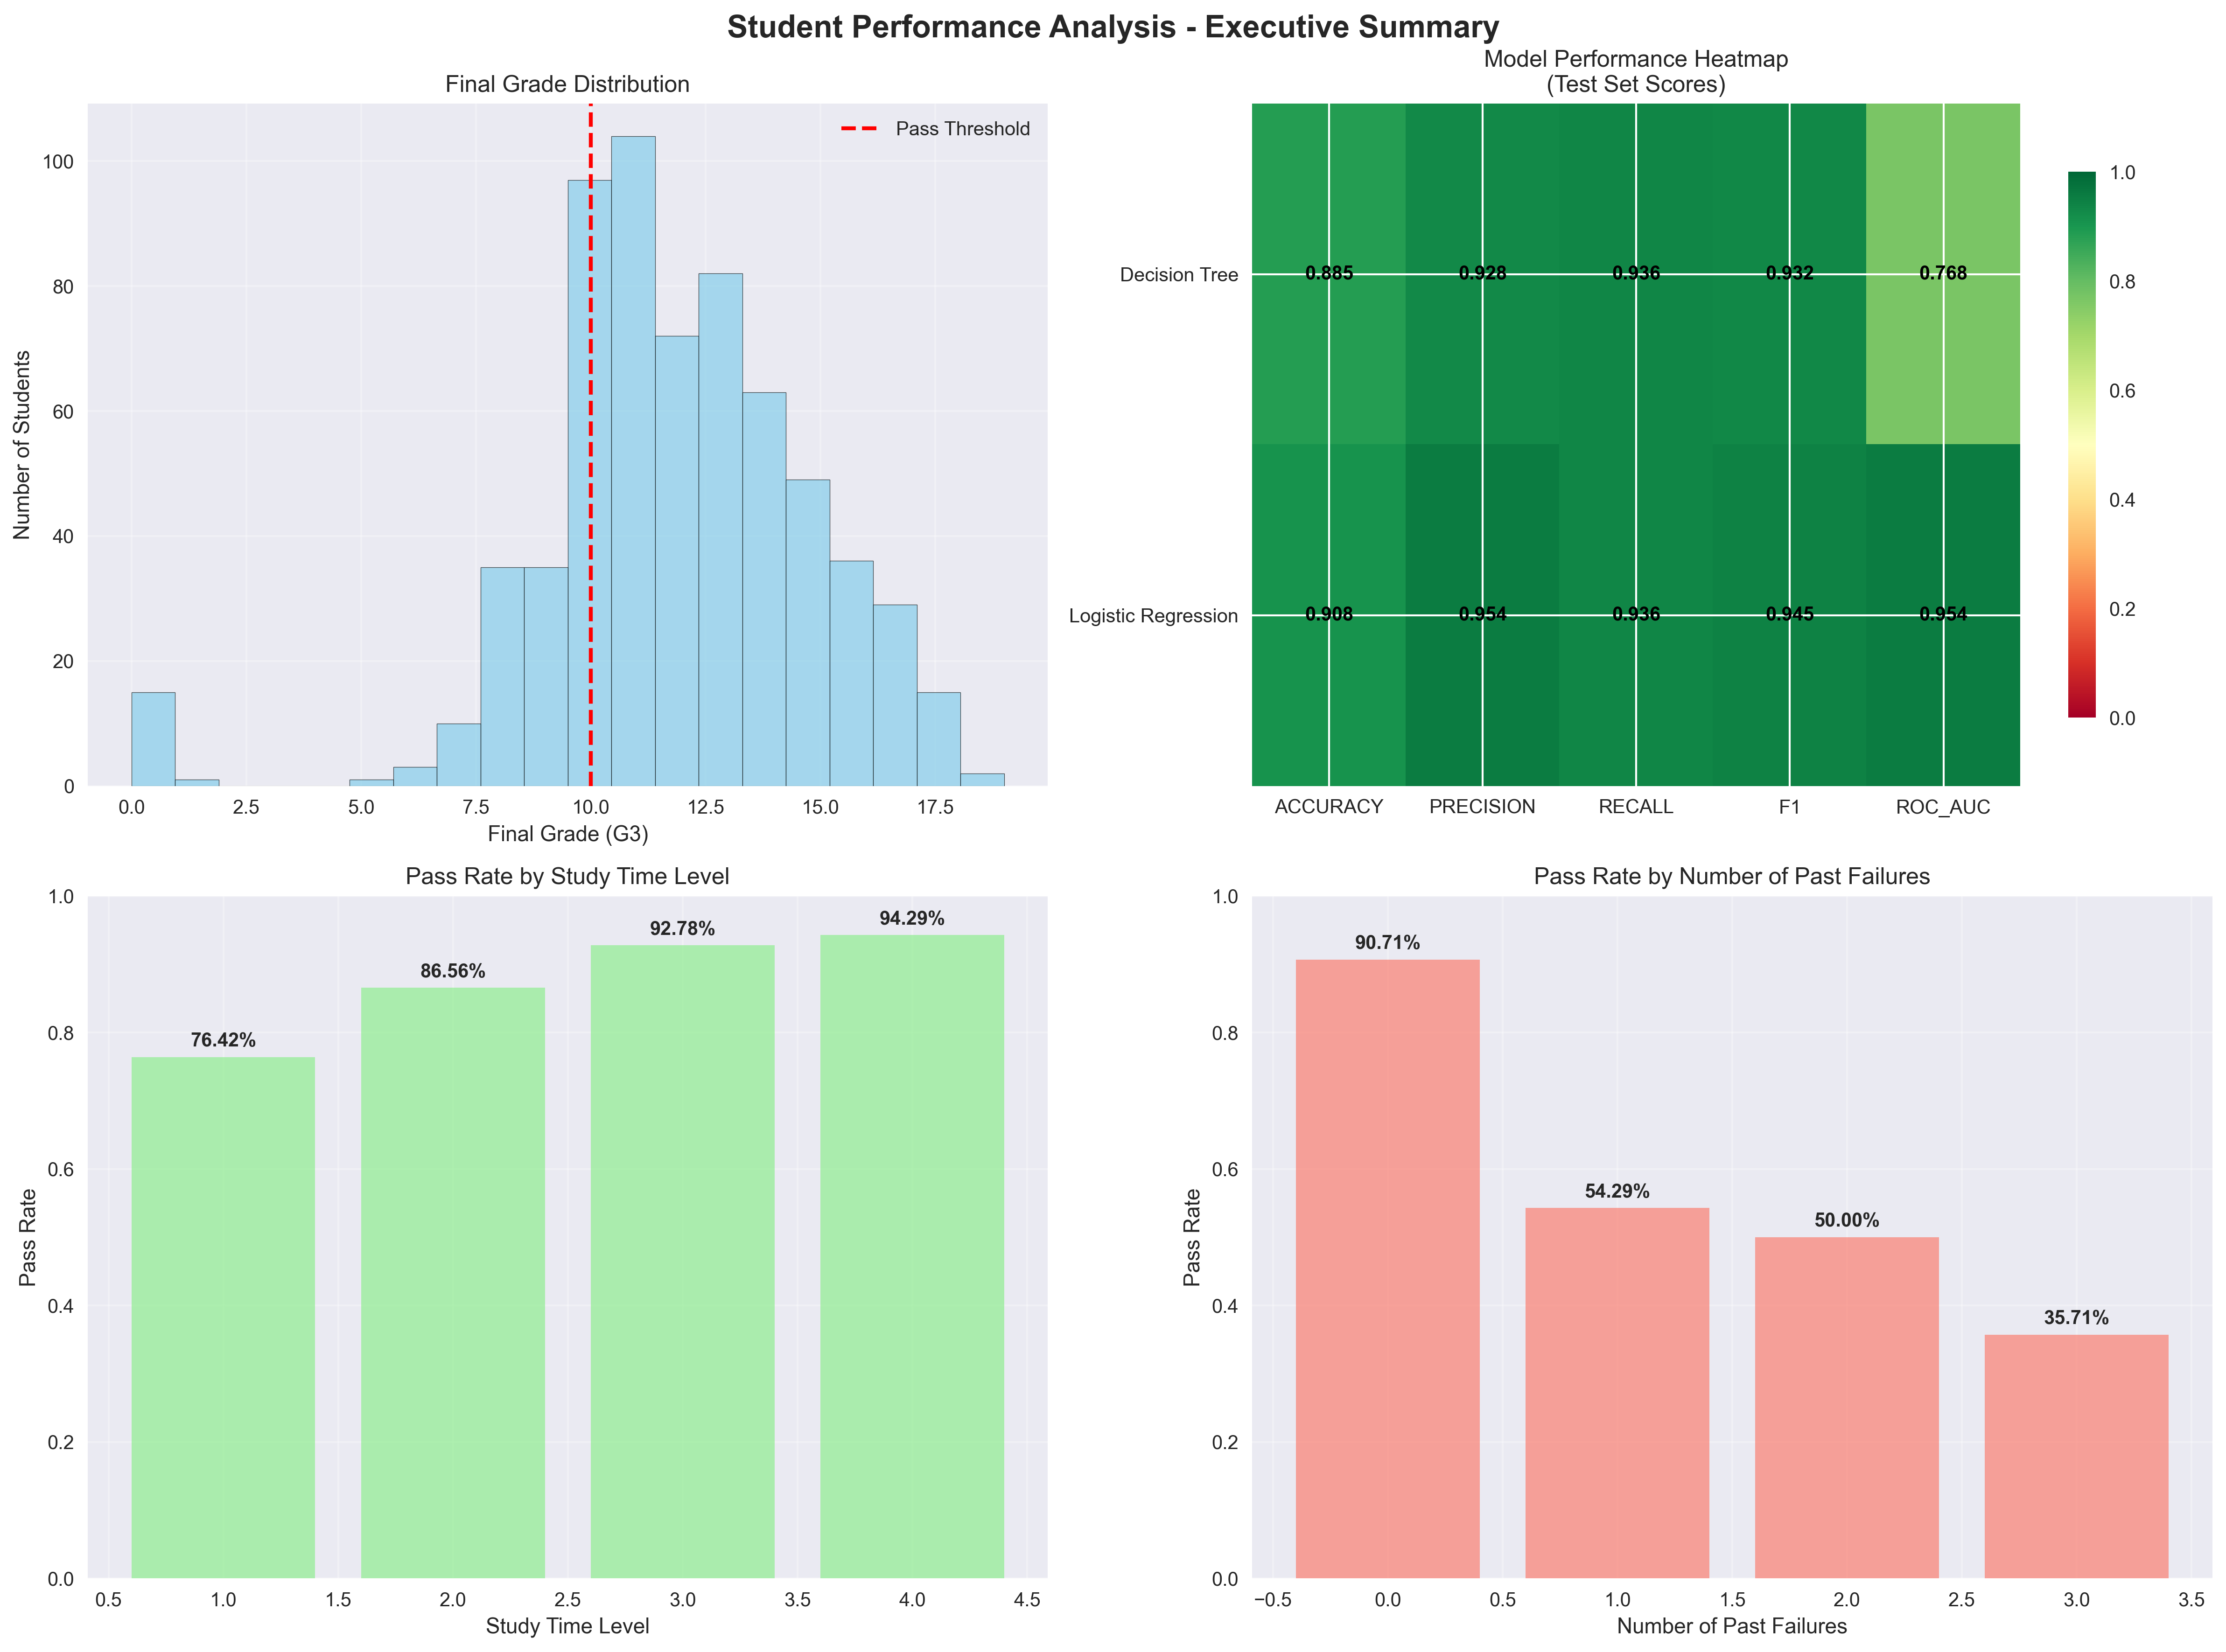 Student Performance Analysis - Executive Summary
Final Grade Distribution
Number of Students
100
80
60
40
20
0
Pass Threshold
0.0 2.5 5.0 7.5 10.0 12.5 15.0 17.5
Final Grade (G3)
Model Performance Heatmap
(Test Set Scores)
Decision Tree
0.885 0.928 0.936 0.932 0.768
Logistic Regression
0.908 0.954 0.936 0.945 0.954
ACCURACY PRECISION RECALL F1 ROC_AUC
1.0
0.8
0.6
0.4
0.2
0.0
Pass Rate by Study Time Level
Pass Rate
1.0
0.8
0.6
0.4
0.2
0.0
76.42%
86.56%
92.78%
94.29%
0.5 1.0 1.5 2.0 2.5 3.0 3.5 4.0 4.5
Study Time Level
Pass Rate by Number of Past Failures
Pass Rate
1.0
0.8
0.6
0.4
0.2
0.0
90.71%
54.29%
50.00%
35.71%
−0.5 0.0 0.5 1.0 1.5 2.0 2.5 3.0 3.5
Number of Past Failures